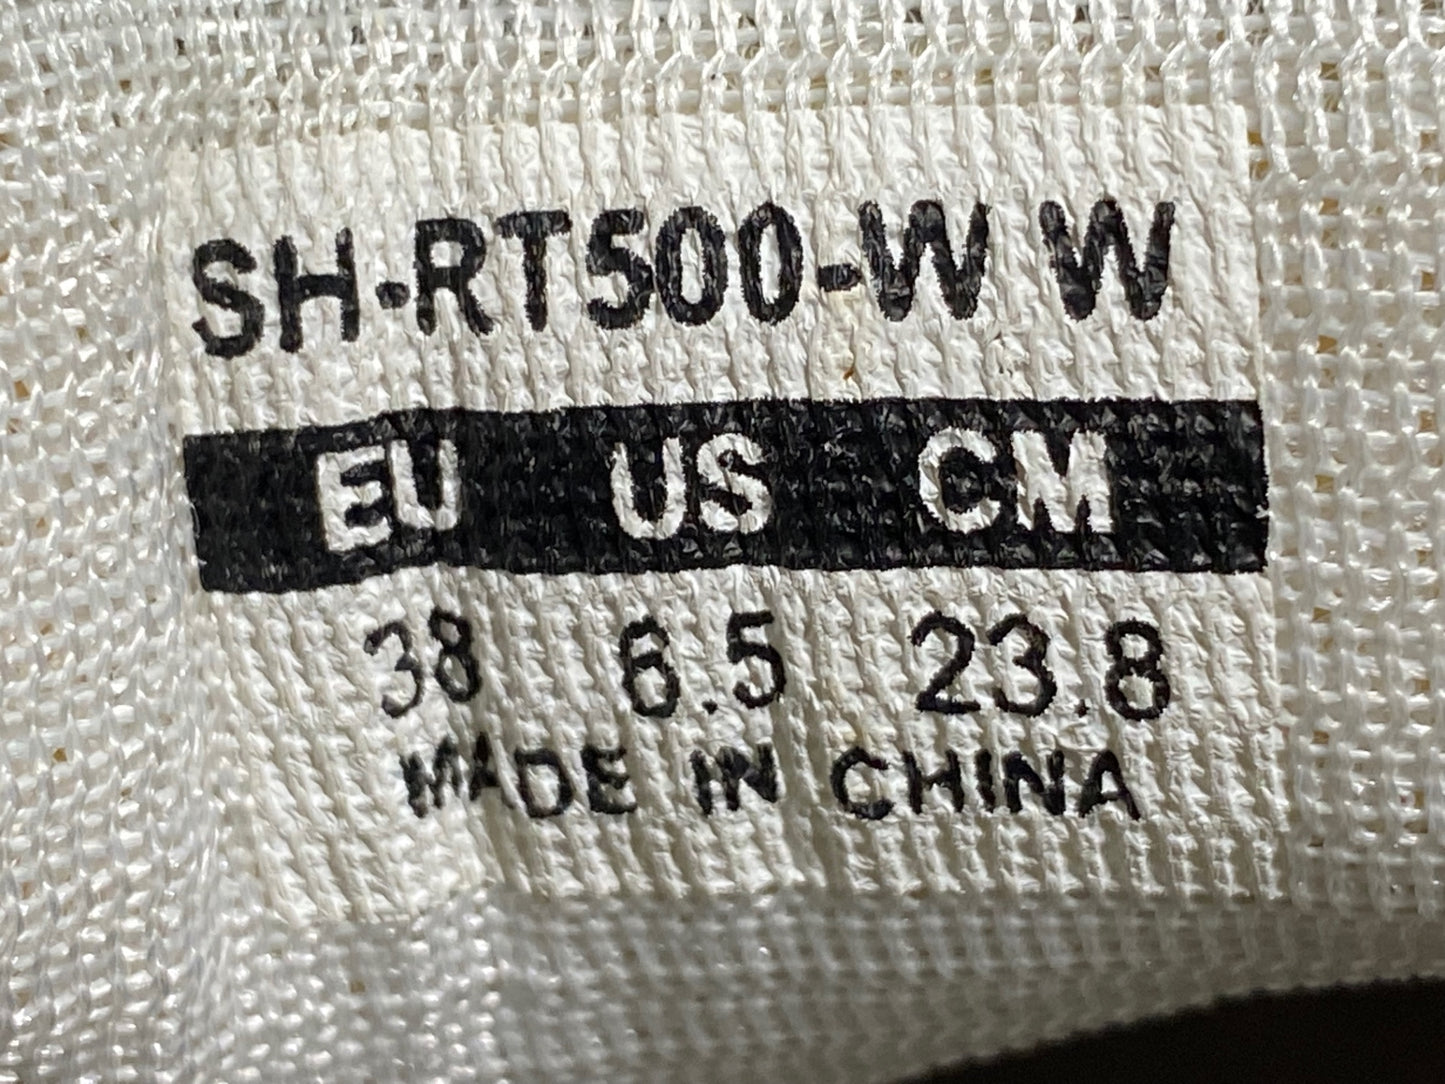 SH-RT500-W W
EU US CM
38 6.5 23.8
MADE IN CHINA